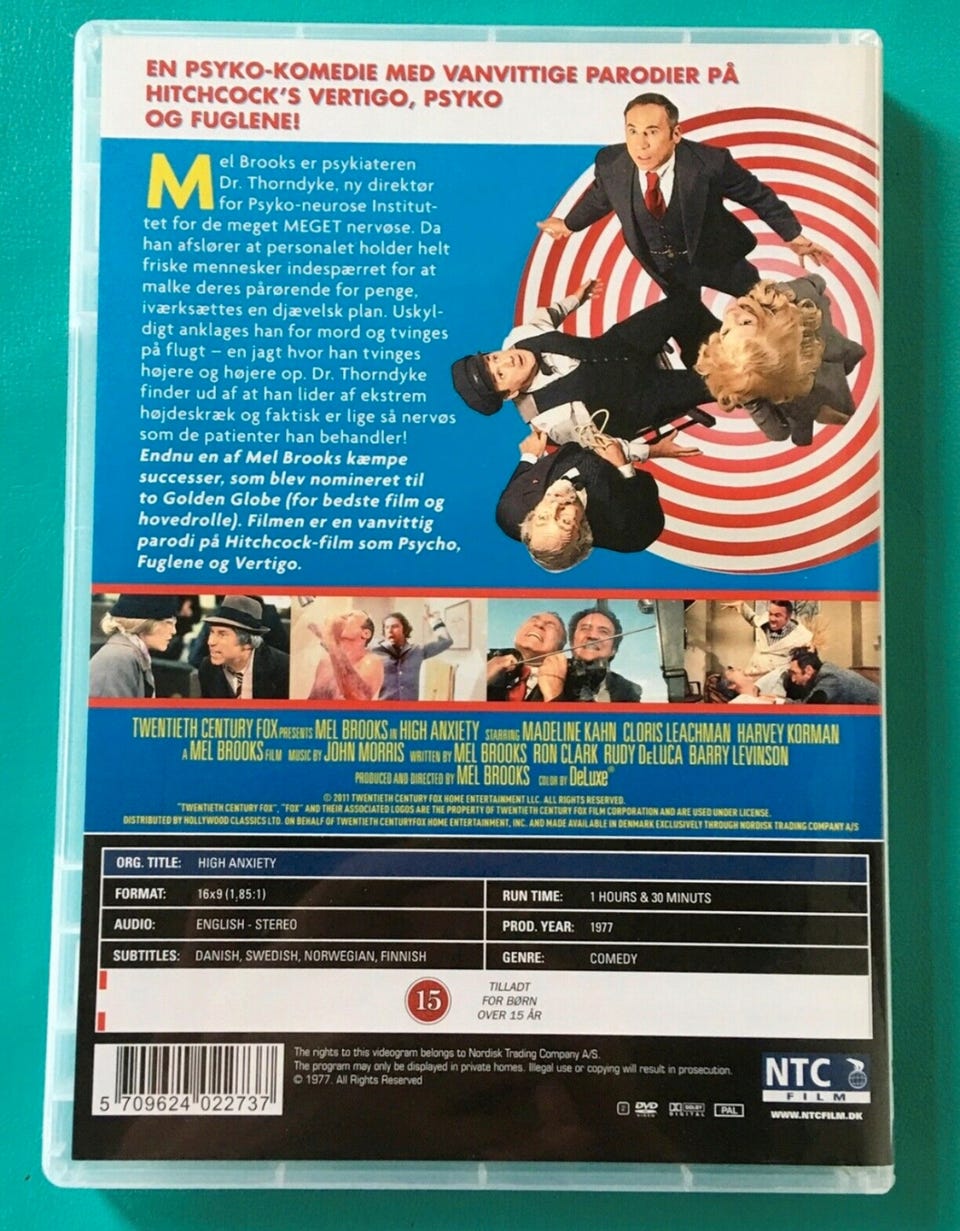 EN PSYKO-KOMEDIE MED VANVITTIGE PARODIER PÅ
HITCHCOCK'S VERTIGO, PSYKO
OG FUGLENE!
Mel Brooks er psykiateren
Dr. Thorndyke, ny direktør
for Psyko-neurose Institut-
tet for de meget MEGET nervøse. Da
han afslører at personalet holder helt
friske mennesker indespærret for at
malke deres pårørende for penge,
iværksættes en djævelsk plan. Uskyl-
digt anklages han for mord og tvinges
på flugt – en jagt hvor han tvinges
højere og højere op. Dr. Thorndyke
finder ud af at han lider af ekstrem
højdeskræk og faktisk er lige så nervøs
som de patienter han behandler!
Endnu en af Mel Brooks kæmpe
successer, som blev nomineret til
to Golden Globe (for bedste film og
hovedrolle). Filmen er en vanvittig
parodi på Hitchcock-film som Psycho,
Fuglene og Vertigo.
TWENTIETH CENTURY FOX PRESENTS MEL BROOKS IN HIGH ANXIETY STARRING MADELINE KAHN CLORIS LEACHMAN HARVEY KORMAN
A MEL BROOKS FILM MUSIC BY JOHN MORRIS WRITTEN BY MEL BROOKS RON CLARK RUDY DeLUCA BARRY LEVINSON
PRODUCED AND DIRECTED BY MEL BROOKS COLOR BY DeLuxe®
© 2011 TWENTIETH CENTURY FOX HOME ENTERTAINMENT LLC. ALL RIGHTS RESERVED.
"TWENTIETH CENTURY FOX", "FOX" AND THEIR ASSOCIATED LOGOS ARE THE PROPERTY OF TWENTIETH CENTURY FOX FILM CORPORATION AND ARE USED UNDER LICENSE.
DISTRIBUTED BY HOLLYWOOD CLASSICS LTD. ON BEHALF OF TWENTIETH CENTURYFOX HOME ENTERTAINMENT, INC. AND MADE AVAILABLE IN DENMARK EXCLUSIVELY THROUGH NORDISK TRADING COMPANY A/S
ORG. TITLE: HIGH ANXIETY
FORMAT: 16x9 (1,85:1)
RUN TIME: 1 HOURS & 30 MINUTS
AUDIO: ENGLISH - STEREO
PROD. YEAR: 1977
SUBTITLES: DANISH, SWEDISH, NORWEGIAN, FINNISH
GENRE: COMEDY
15
TILLADT
FOR BØRN
OVER 15 ÅR
The rights to this videogram belongs to Nordisk Trading Company A/S.
The program may only be displayed in private homes. Illegal use or copying will result in prosecution.
© 1977. All Rights Reserved
5 709624 022737
NTC
FILM
WWW.NTCFILM.DK
2 DVD VIDEO DOLBY DIGITAL PAL